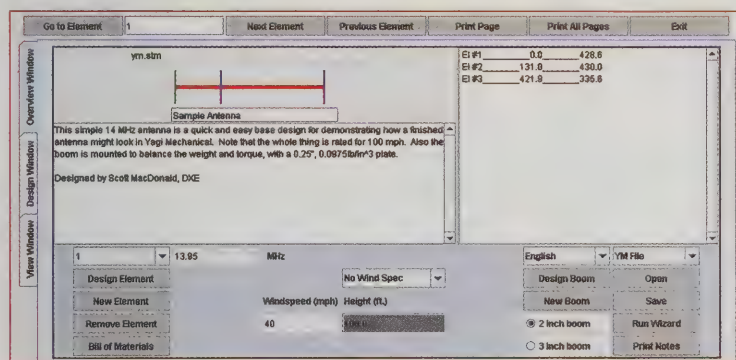 Go to Element 1 Next Element Previous Element Print Page Print All Pages Exit
Overview Window
Design Window
View Window
ym.stm
Sample Antenna
This simple 14 MHz antenna is a quick and easy base design for demonstrating how a finished
antenna might look in Yagi Mechanical. Note that the whole thing is rated for 100 mph. Also the
boom is mounted to balance the weight and torque, with a 0.25", 0.0975lb/in^3 plate.
Designed by Scott MacDonald, DXE
El #1 0.0 428.6
El #2 131.0 430.0
El #3 421.9 335.6
1 13.95 MHz English YM File
Design Element No Wind Spec Design Boom Open
New Element Windspeed (mph) Height (ft.) New Boom Save
Remove Element 40 2 inch boom Run Wizard
Bill of Materials 3 inch boom Print Notes